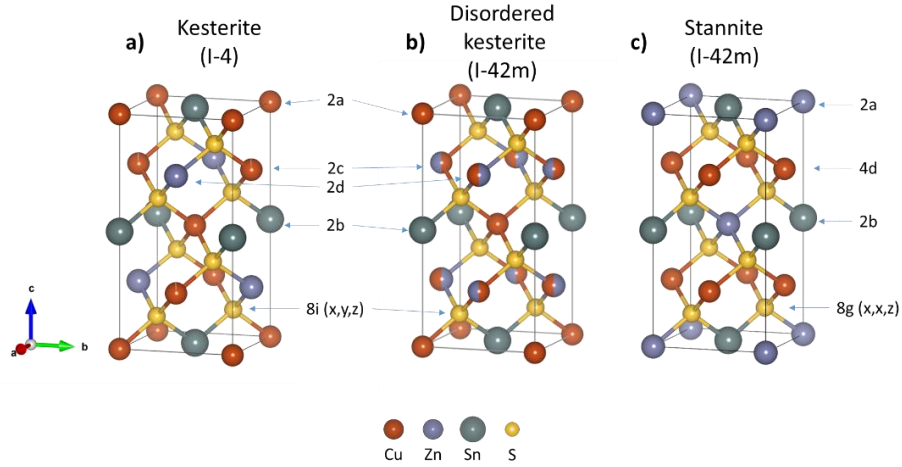 a)
Kesterite
(I-4)
b)
Disordered
kesterite
(I-42m)
c)
Stannite
(I-42m)
2a
2c
2d
2b
8i (x,y,z)
2a
4d
2b
8g (x,x,z)
c
a
b
Cu Zn Sn S